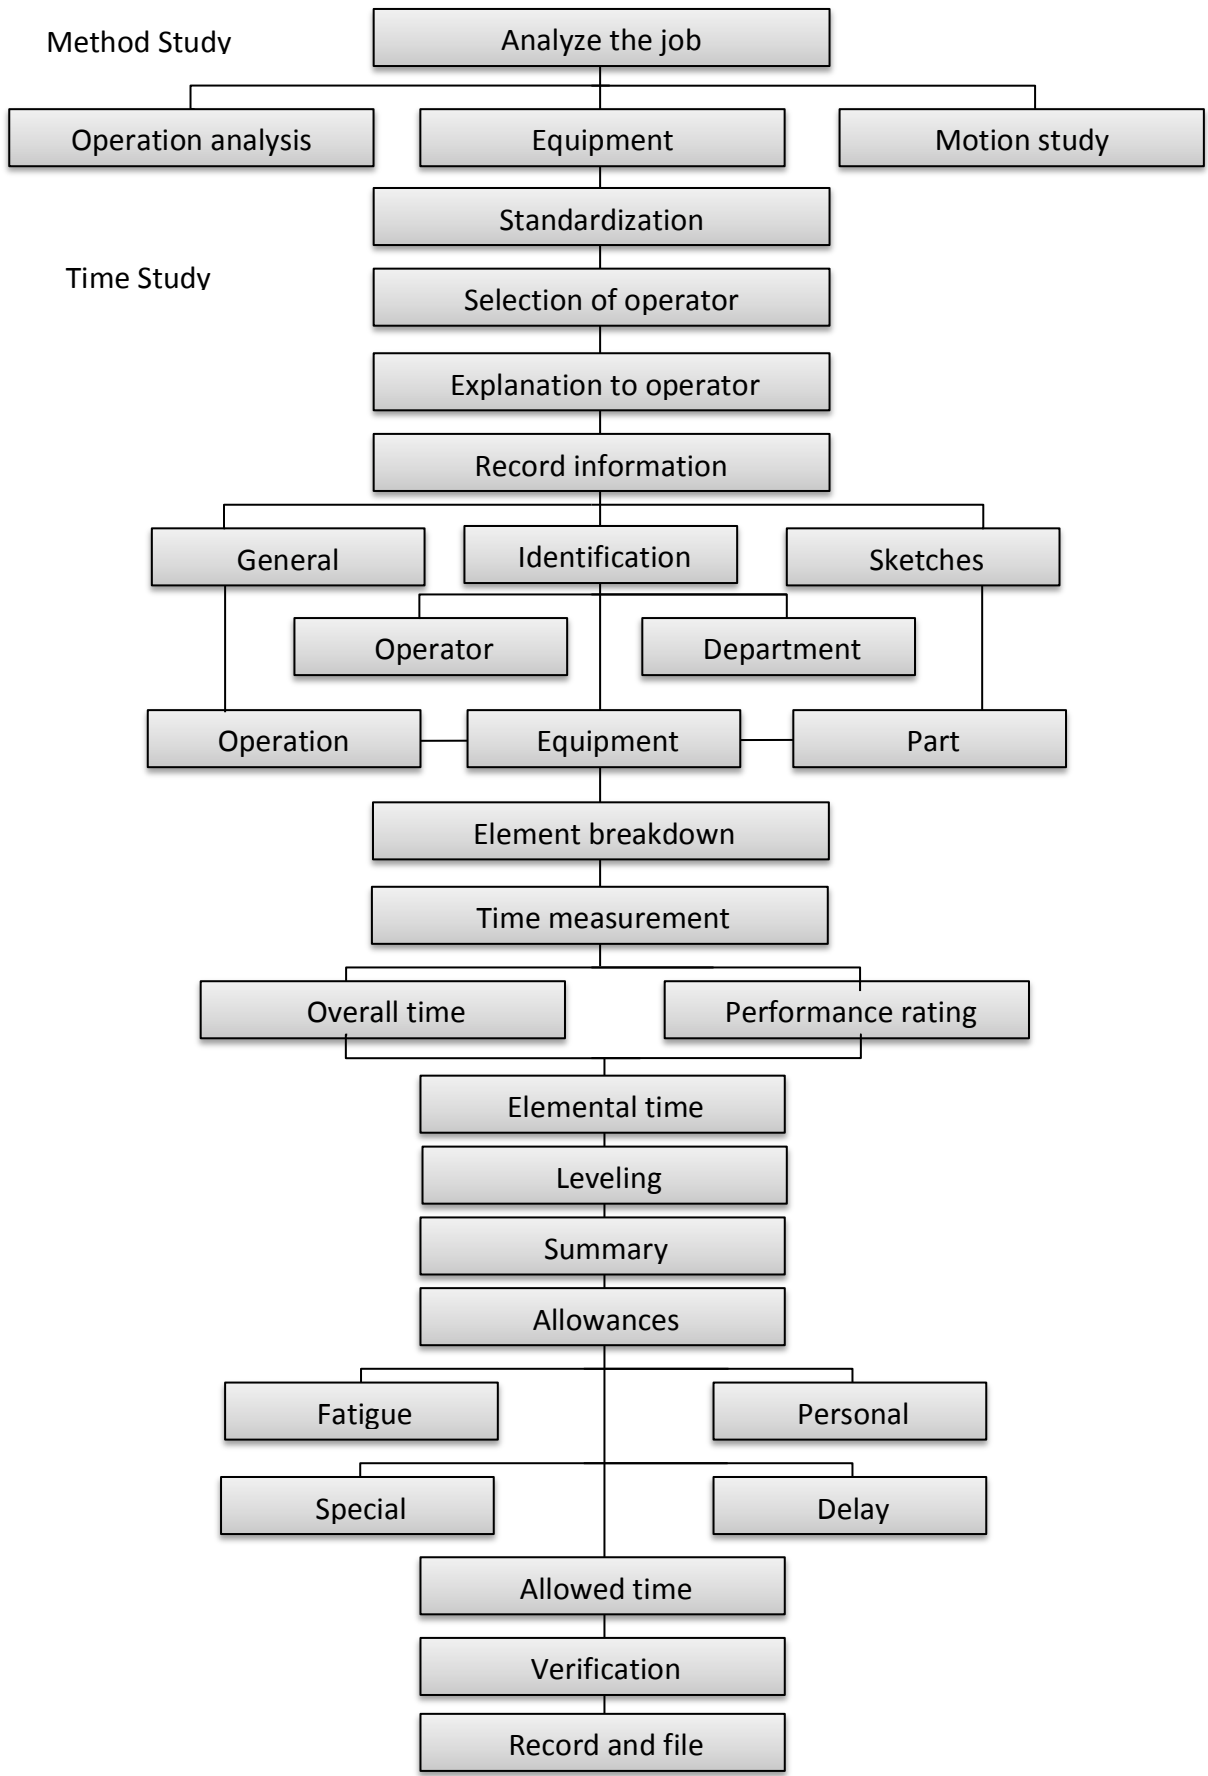 Method Study
Analyze the job
Operation analysis
Equipment
Motion study
Standardization
Time Study
Selection of operator
Explanation to operator
Record information
General
Identification
Sketches
Operator
Department
Operation
Equipment
Part
Element breakdown
Time measurement
Overall time
Performance rating
Elemental time
Leveling
Summary
Allowances
Fatigue
Personal
Special
Delay
Allowed time
Verification
Record and file